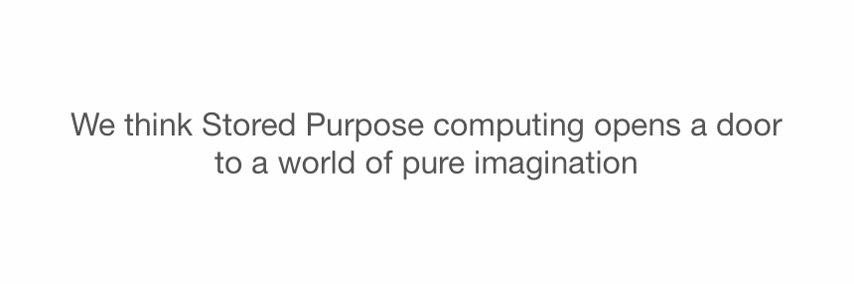 We think Stored Purpose computing opens a door
to a world of pure imagination